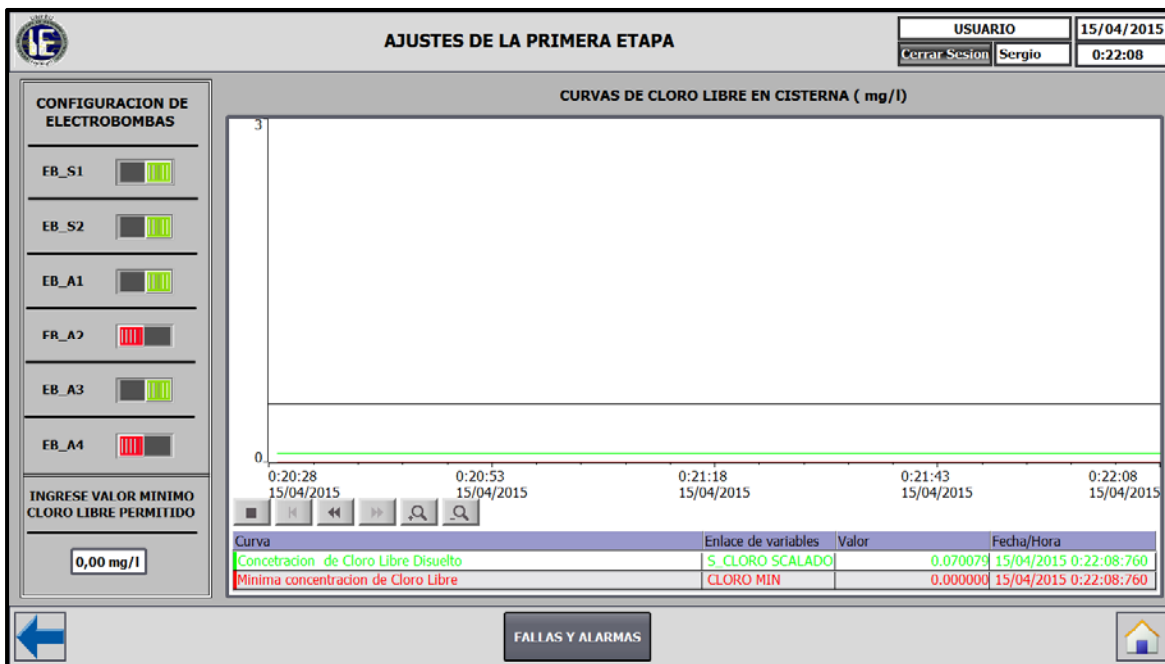 AJUSTES DE LA PRIMERA ETAPA
USUARIO
15/04/2015
Cerrar Sesion
Sergio
0:22:08
CONFIGURACION DE
ELECTROBOMBAS
EB_S1
EB_S2
EB_A1
EB_A2
EB_A3
EB_A4
INGRESE VALOR MINIMO
CLORO LIBRE PERMITIDO
0,00 mg/l
CURVAS DE CLORO LIBRE EN CISTERNA ( mg/l)
3
0
0:20:28 0:20:53 0:21:18 0:21:43 0:22:08
15/04/2015 15/04/2015 15/04/2015 15/04/2015 15/04/2015
Curva Enlace de variables Valor Fecha/Hora
Concetracion de Cloro Libre Disuelto S_CLORO SCALADO 0.070079 15/04/2015 0:22:08:760
Minima concentracion de Cloro Libre CLORO MIN 0.000000 15/04/2015 0:22:08:760
FALLAS Y ALARMAS